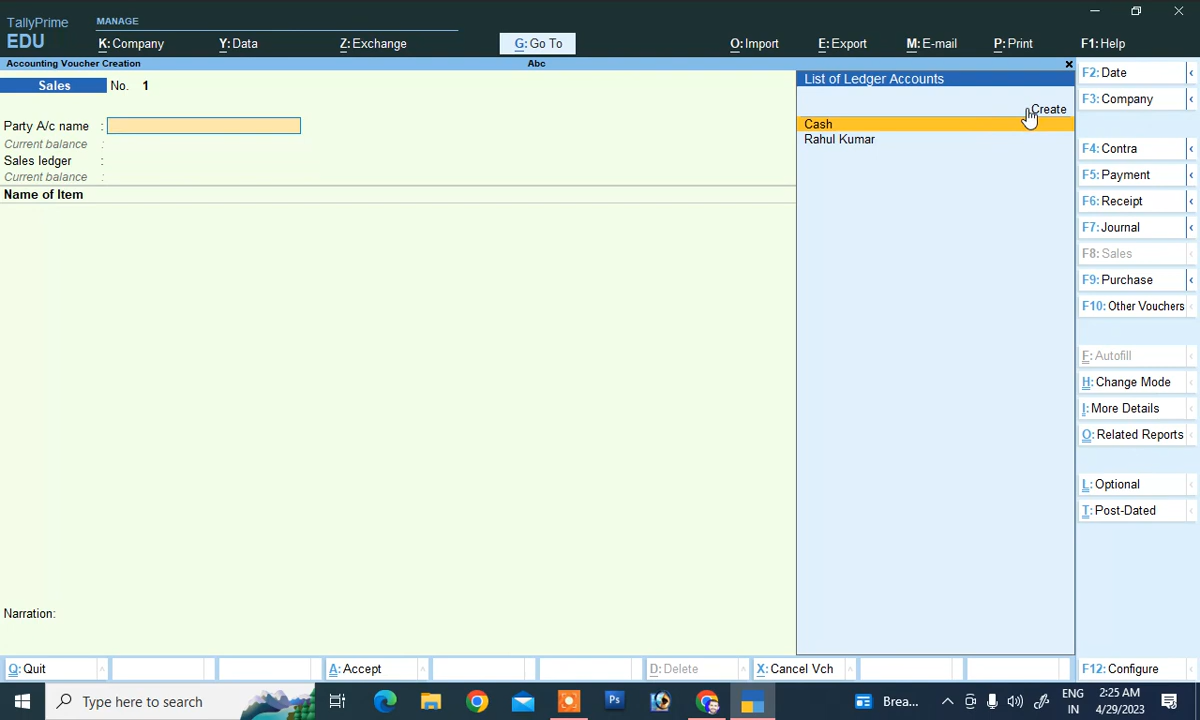 TallyPrime
EDU
MANAGE
K: Company
Y: Data
Z: Exchange
G: Go To
O: Import
E: Export
M: E-mail
P: Print
F1: Help
Accounting Voucher Creation
Abc
Sales No. 1
Party A/c name :
Current balance :
Sales ledger :
Current balance :
Name of Item
Narration:
List of Ledger Accounts
Create
Cash
Rahul Kumar
F2: Date
F3: Company
F4: Contra
F5: Payment
F6: Receipt
F7: Journal
F8: Sales
F9: Purchase
F10: Other Vouchers
F: Autofill
H: Change Mode
I: More Details
O: Related Reports
L: Optional
T: Post-Dated
F12: Configure
Q: Quit
A: Accept
D: Delete
X: Cancel Vch
Type here to search
Ps
Brea...
ENG
IN
2:25 AM
4/29/2023